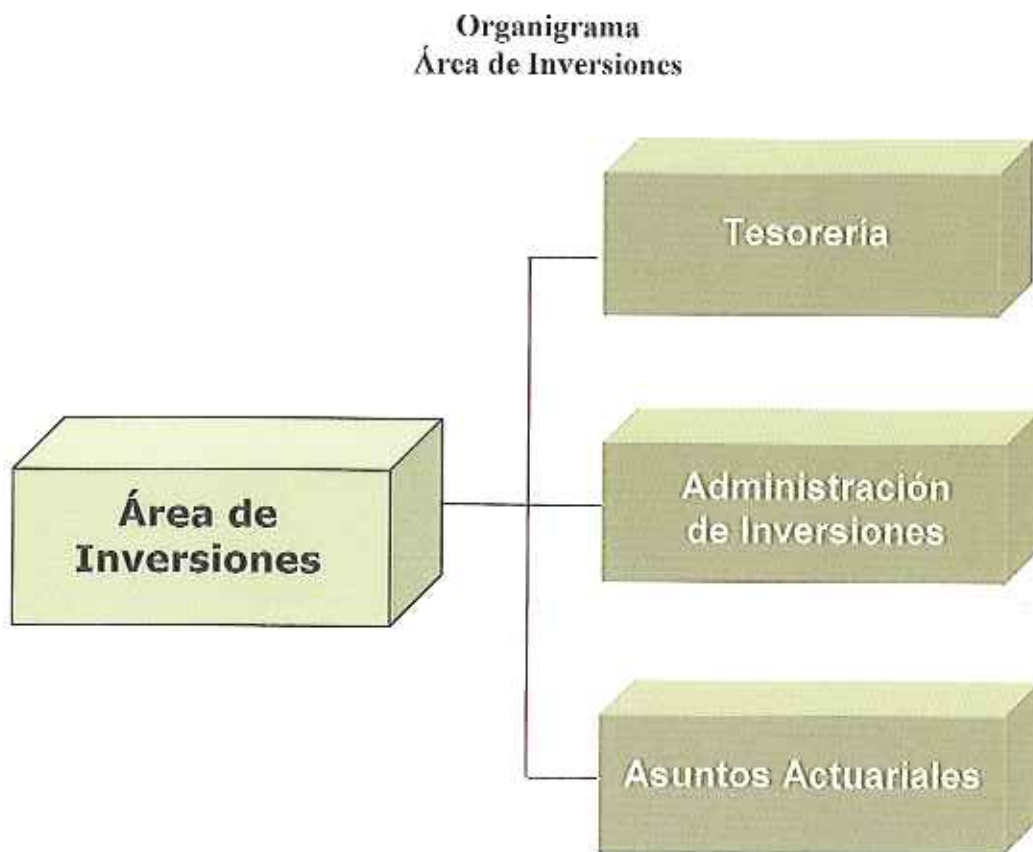 Organigrama
Área de Inversiones
Tesorería
Área de
Inversiones
Administración
de Inversiones
Asuntos Actuariales